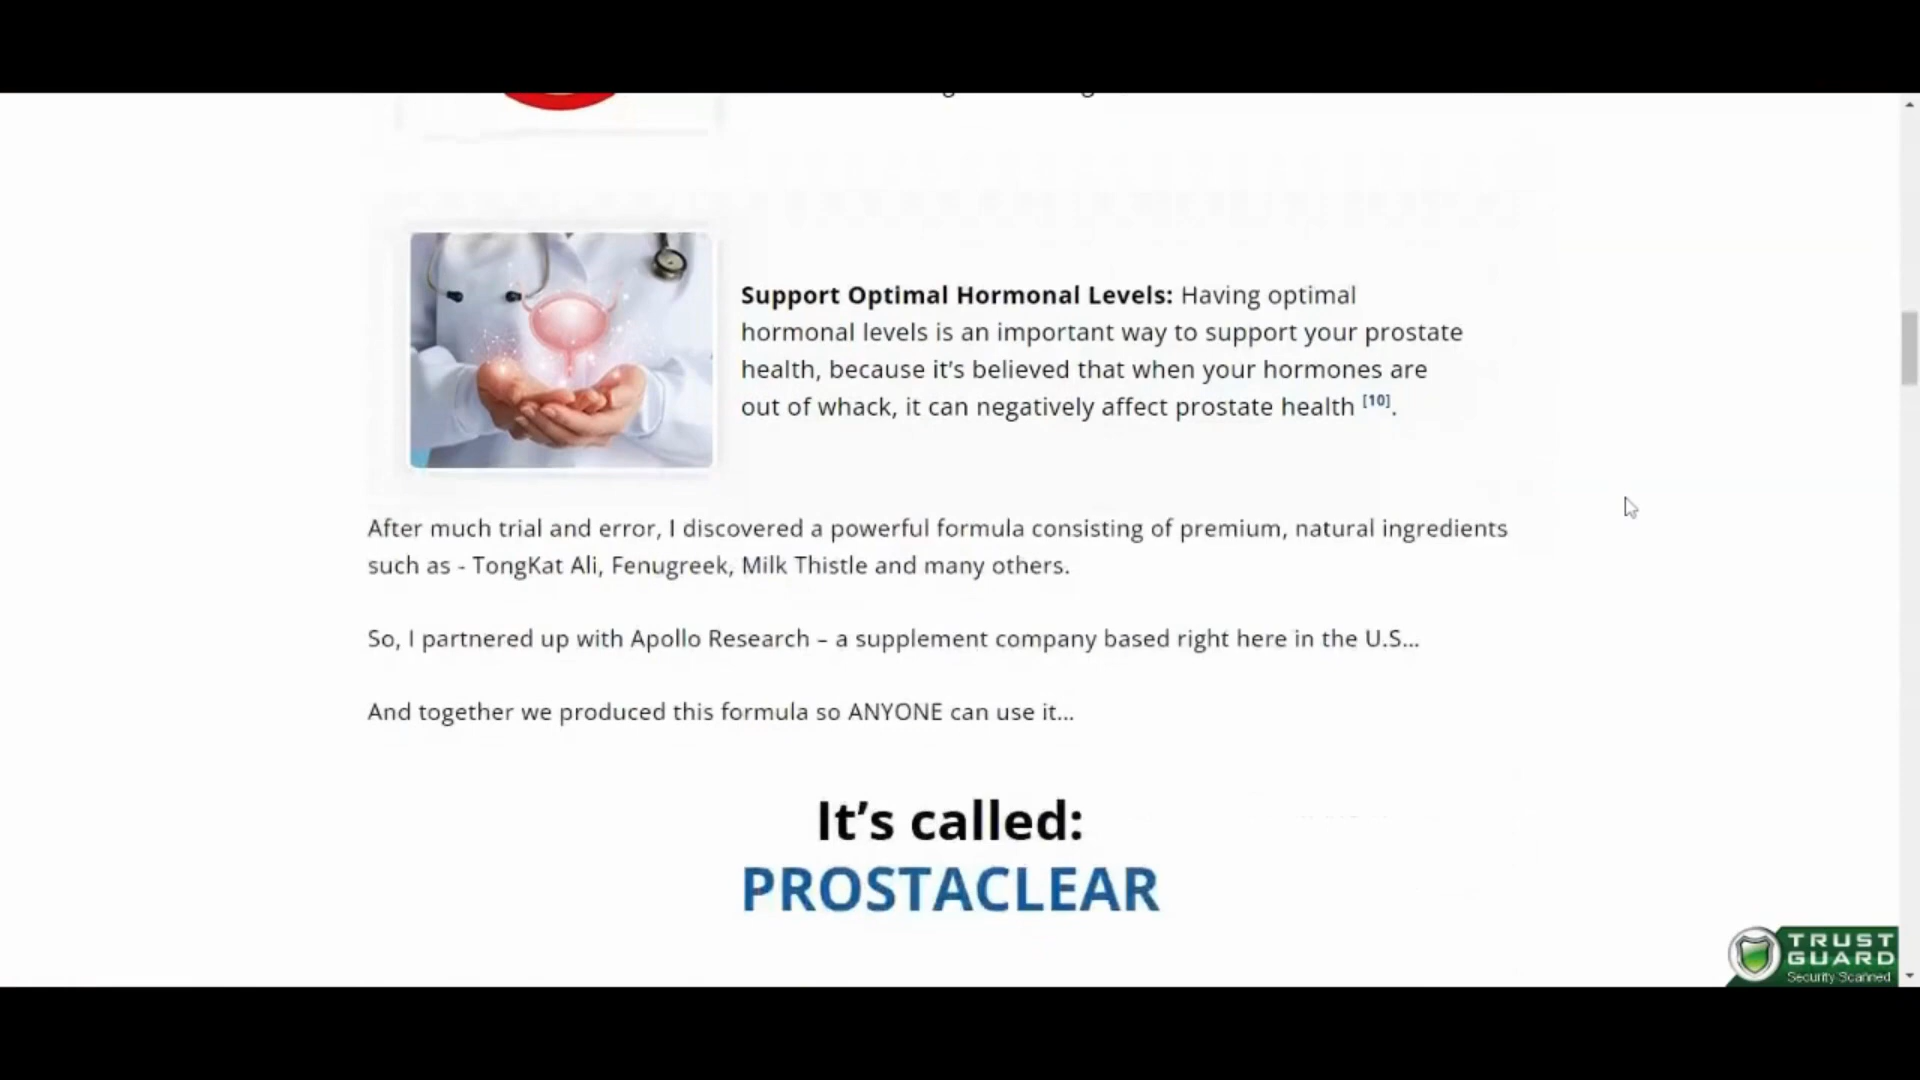 Support Optimal Hormonal Levels: Having optimal
hormonal levels is an important way to support your prostate
health, because it's believed that when your hormones are
out of whack, it can negatively affect prostate health [10].
After much trial and error, I discovered a powerful formula consisting of premium, natural ingredients
such as - TongKat Ali, Fenugreek, Milk Thistle and many others.
So, I partnered up with Apollo Research – a supplement company based right here in the U.S...
And together we produced this formula so ANYONE can use it...
It’s called:
PROSTACLEAR
TRUST
GUARD
Security Scanned